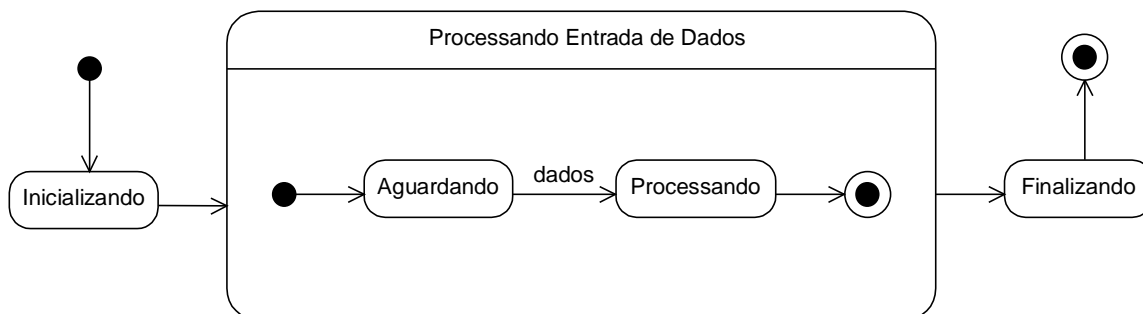 Processando Entrada de Dados
Inicializando
Aguardando
dados
Processando
Finalizando